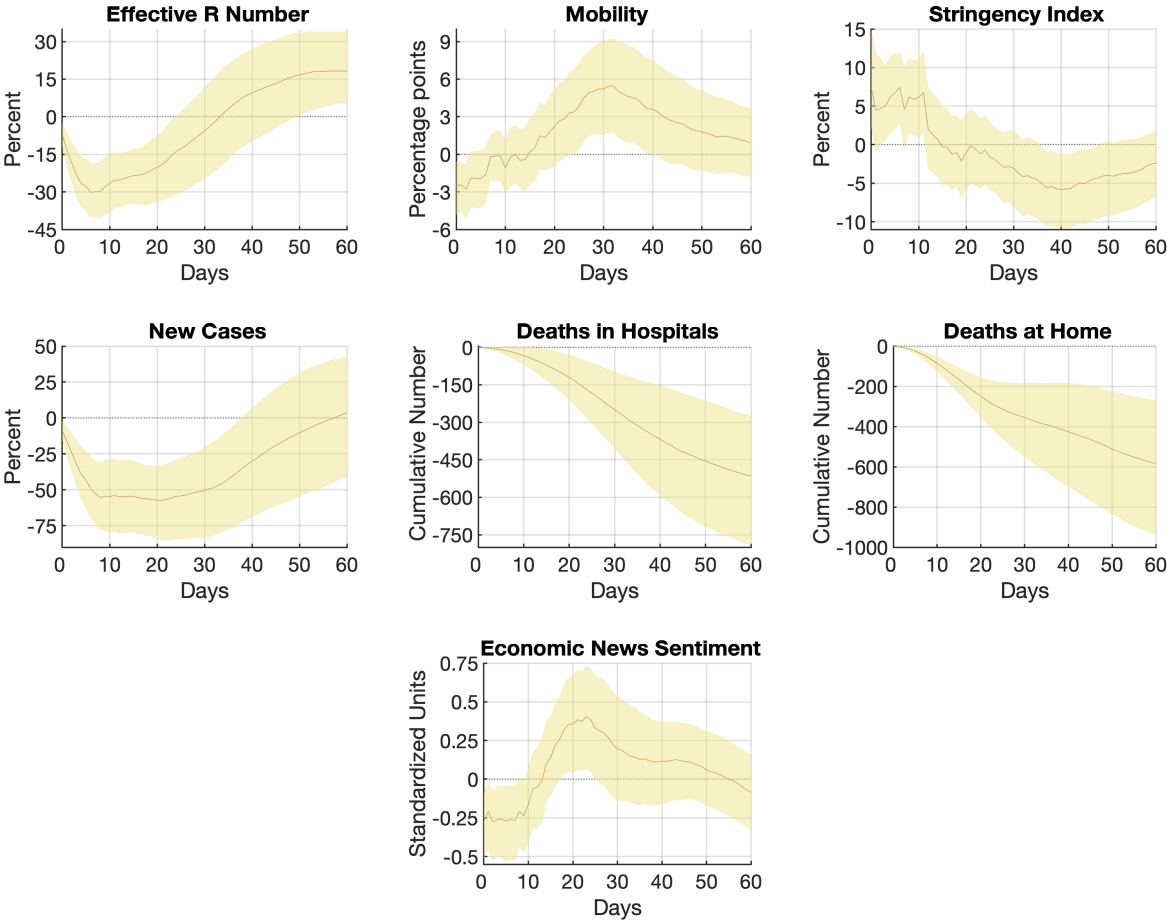 Effective R Number
Percent
30
15
0
-15
-30
-45
0 10 20 30 40 50 60
Days
Mobility
Percentage points
9
6
3
0
-3
-6
0 10 20 30 40 50 60
Days
Stringency Index
Percent
15
10
5
0
-5
-10
0 10 20 30 40 50 60
Days
New Cases
Percent
50
25
0
-25
-50
-75
0 10 20 30 40 50 60
Days
Deaths in Hospitals
Cumulative Number
0
-150
-300
-450
-600
-750
0 10 20 30 40 50 60
Days
Deaths at Home
Cumulative Number
0
-200
-400
-600
-800
-1000
0 10 20 30 40 50 60
Days
Economic News Sentiment
Standardized Units
0.75
0.5
0.25
0
-0.25
-0.5
0 10 20 30 40 50 60
Days